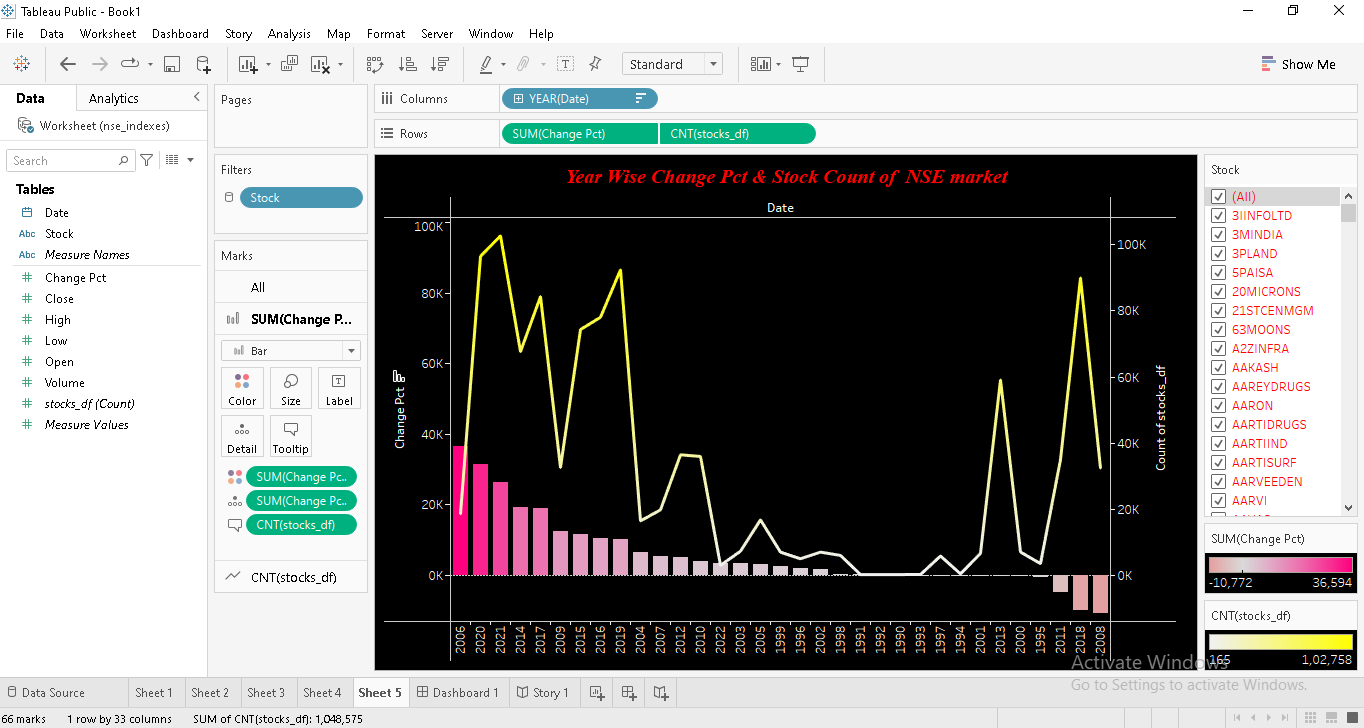 Tableau Public - Book1
File Data Worksheet Dashboard Story Analysis Map Format Server Window Help
Standard
Show Me
Data Analytics
Worksheet (nse_indexes)
Search
Tables
Date
Abc Stock
Abc Measure Names
Change Pct
Close
High
Low
Open
Volume
stocks_df (Count)
Measure Values
Pages
Filters
Stock
Marks
All
SUM(Change P...
Bar
Color Size Label
Detail Tooltip
SUM(Change Pc..
SUM(Change Pc..
CNT(stocks_df)
CNT(stocks_df)
Columns YEAR(Date)
Rows SUM(Change Pct) CNT(stocks_df)
Year Wise Change Pct & Stock Count of NSE market
Date
100K
80K
60K
40K
20K
0K
Change Pct
100K
80K
60K
40K
20K
0K
Count of stocks_df
2006 2020 2021 2014 2017 2009 2015 2016 2019 2004 2007 2012 2010 2022 2003 2005 1999 1996 2002 1998 1991 1992 1990 1993 1997 1994 2001 2013 2000 1995 2011 2018 2008
Stock
(All)
3IINFOLTD
3MINDIA
3PLAND
5PAISA
20MICRONS
21STCENMGM
63MOONS
A2ZINFRA
AAKASH
AAREYDRUGS
AARON
AARTIDRUGS
AARTIIND
AARTISURF
AARVEEDEN
AARVI
SUM(Change Pct)
-10,772 36,594
CNT(stocks_df)
165 1,02,758
Activate Windows
Go to Settings to activate Windows.
Data Source Sheet 1 Sheet 2 Sheet 3 Sheet 4 Sheet 5 Dashboard 1 Story 1
66 marks 1 row by 33 columns SUM of CNT(stocks_df): 1,048,575